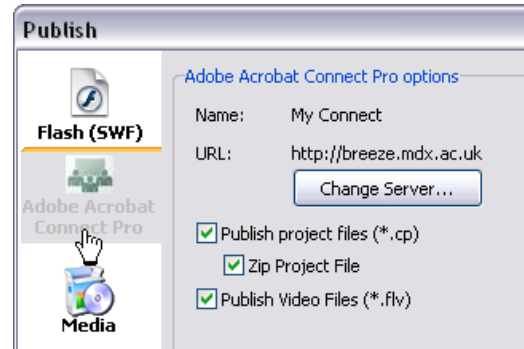 Publish
Flash (SWF)
Adobe Acrobat
Connect Pro
Media
Adobe Acrobat Connect Pro options
Name: My Connect
URL: http://breeze.mdx.ac.uk
Change Server...
Publish project files (*.cp)
Zip Project File
Publish Video Files (*.flv)